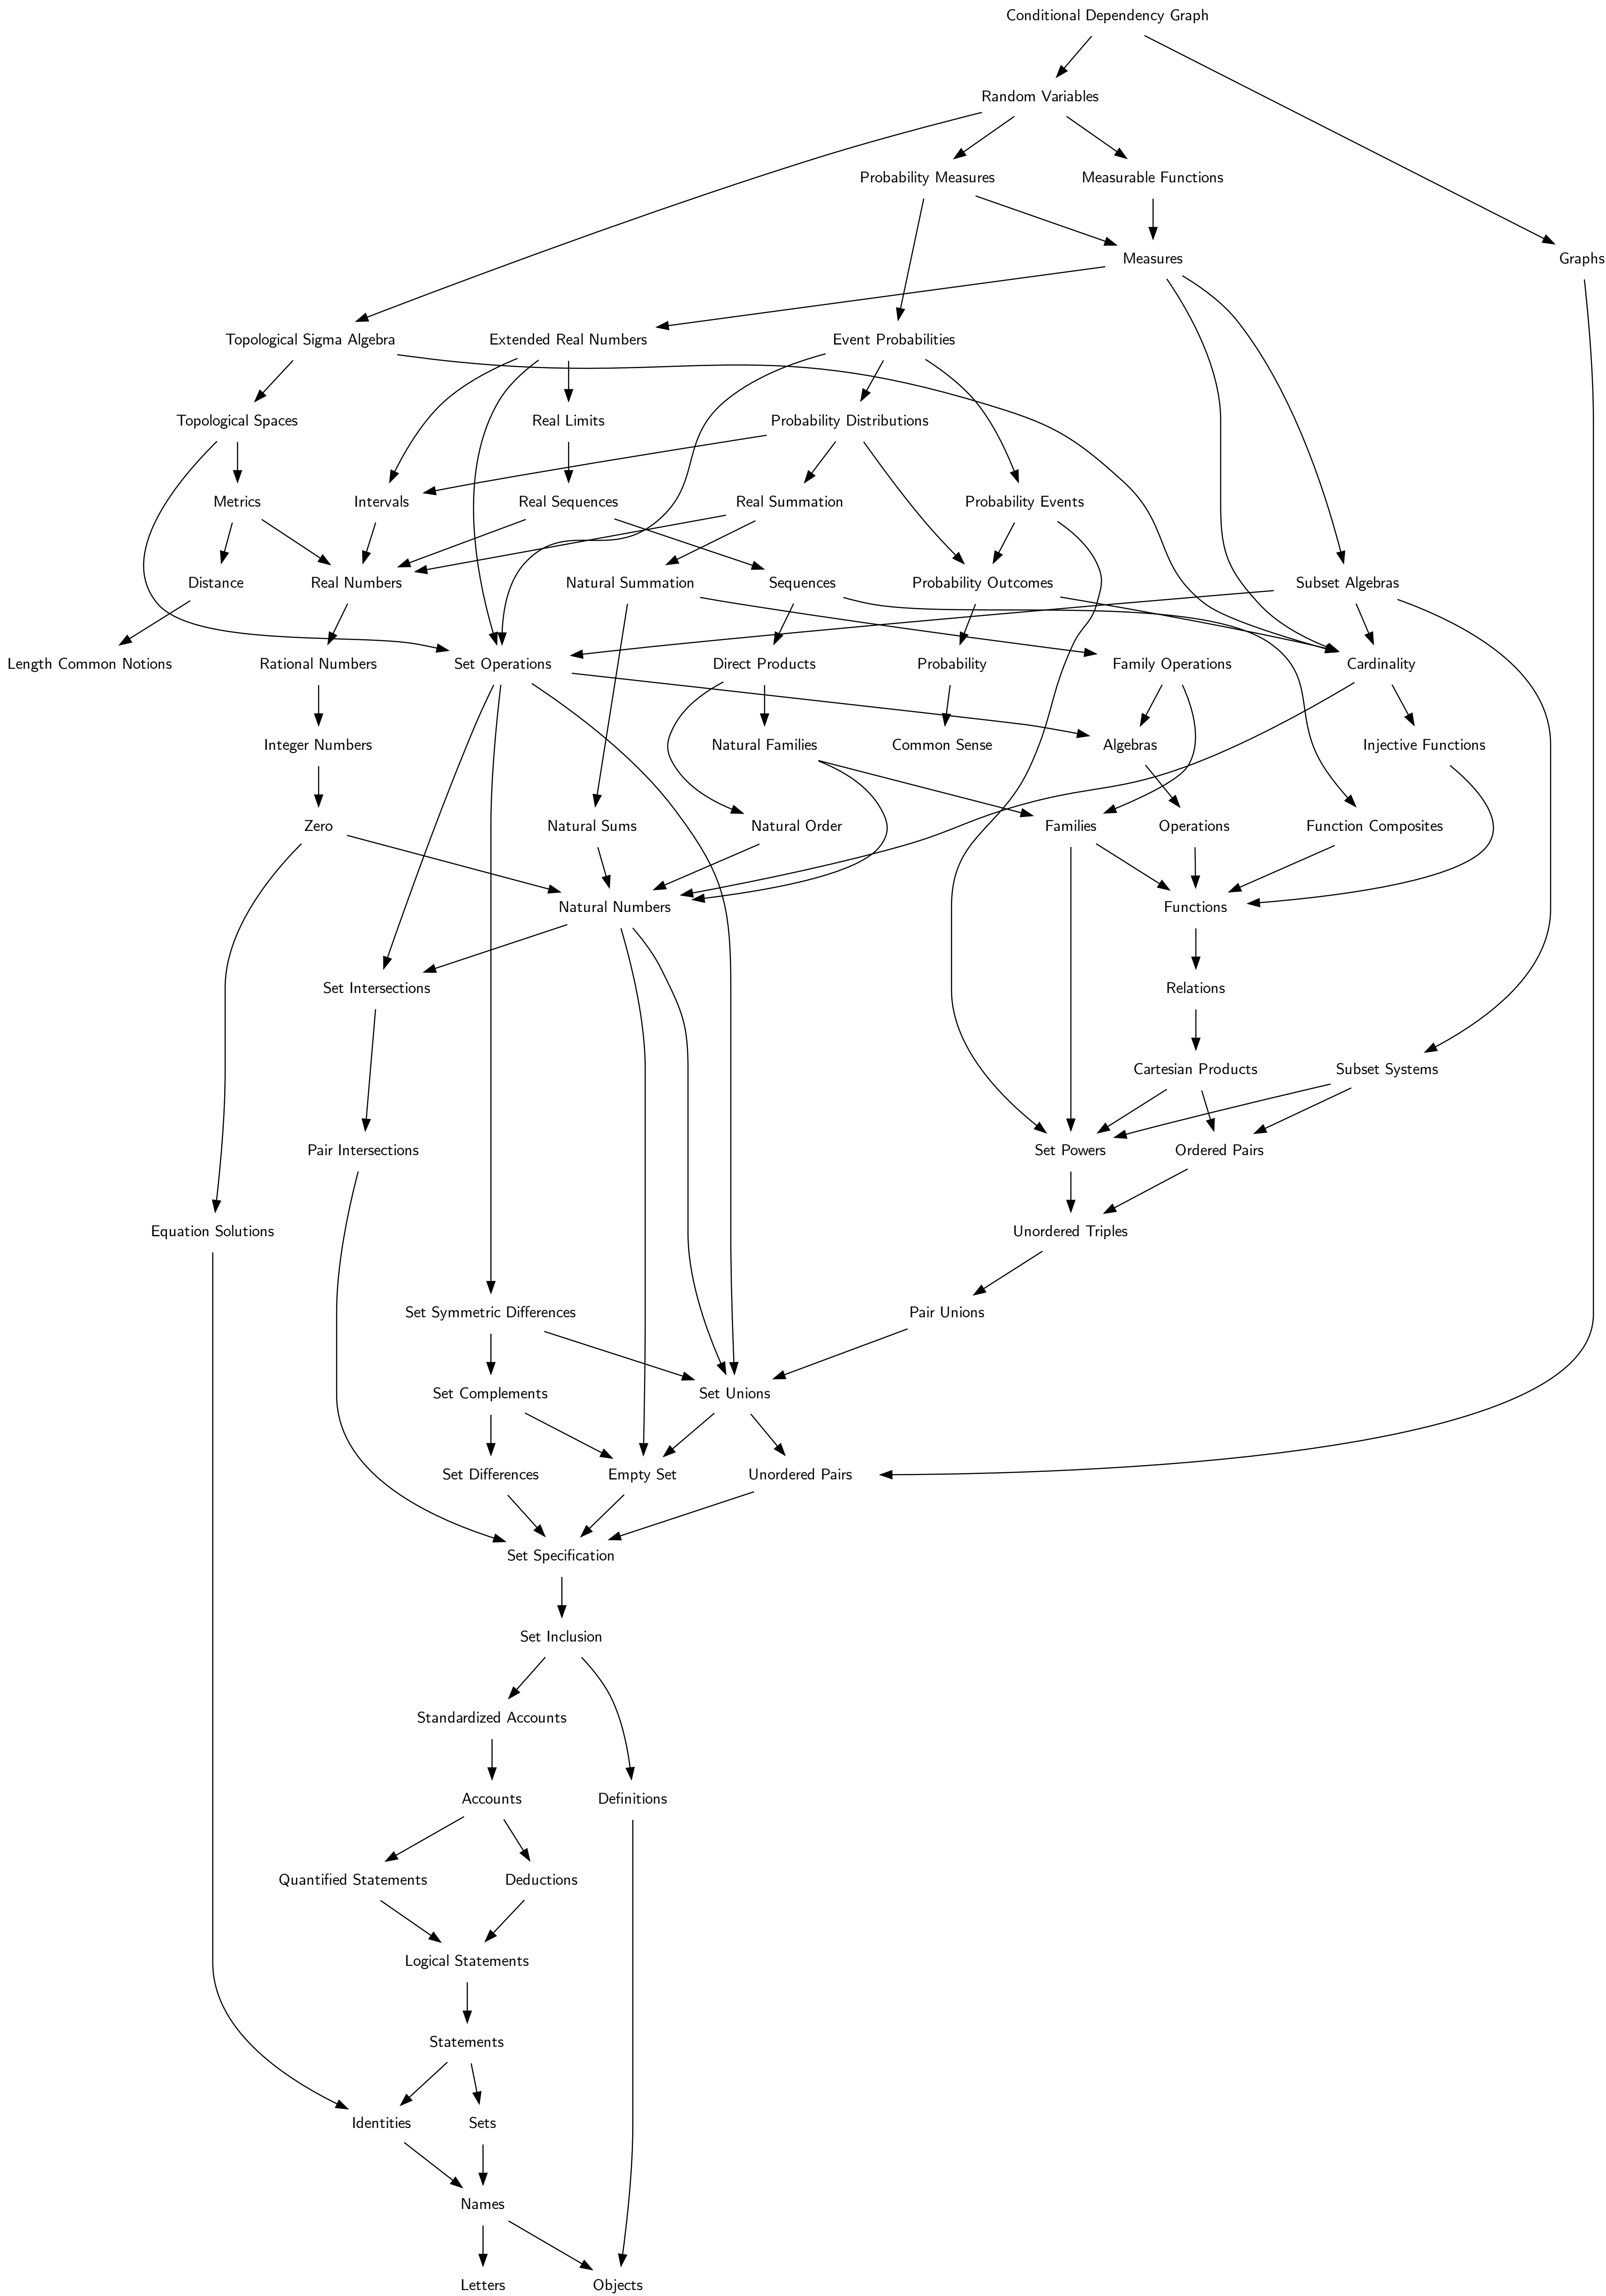 Conditional Dependency Graph
Random Variables
Probability Measures
Measurable Functions
Measures
Graphs
Topological Sigma Algebra
Extended Real Numbers
Event Probabilities
Topological Spaces
Real Limits
Probability Distributions
Metrics
Intervals
Real Sequences
Real Summation
Probability Events
Distance
Real Numbers
Natural Summation
Sequences
Probability Outcomes
Subset Algebras
Length Common Notions
Rational Numbers
Set Operations
Direct Products
Probability
Family Operations
Cardinality
Integer Numbers
Natural Families
Common Sense
Algebras
Injective Functions
Zero
Natural Sums
Natural Order
Families
Operations
Function Composites
Natural Numbers
Functions
Set Intersections
Relations
Cartesian Products
Subset Systems
Pair Intersections
Set Powers
Ordered Pairs
Equation Solutions
Unordered Triples
Set Symmetric Differences
Pair Unions
Set Complements
Set Unions
Set Differences
Empty Set
Unordered Pairs
Set Specification
Set Inclusion
Standardized Accounts
Accounts
Definitions
Quantified Statements
Deductions
Logical Statements
Statements
Identities
Sets
Names
Letters
Objects